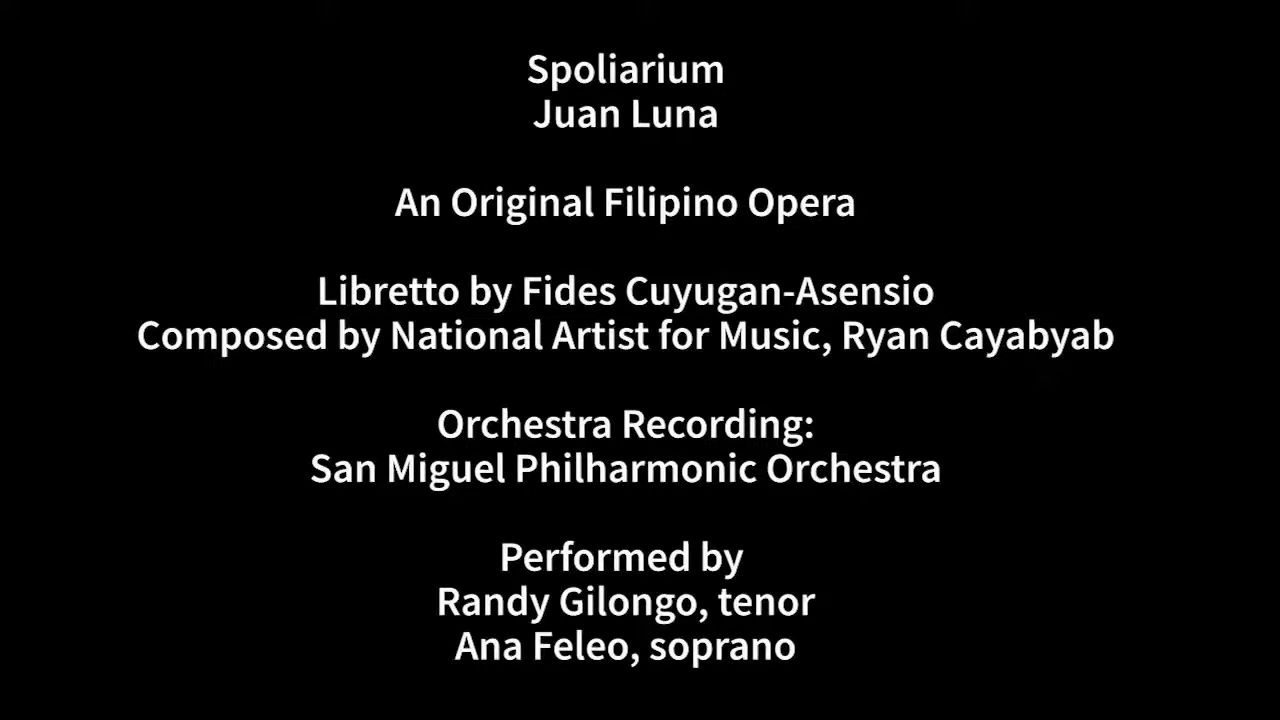 Spoliarium
Juan Luna
An Original Filipino Opera
Libretto by Fides Cuyugan-Asensio
Composed by National Artist for Music, Ryan Cayabyab
Orchestra Recording:
San Miguel Philharmonic Orchestra
Performed by
Randy Gilongo, tenor
Ana Feleo, soprano